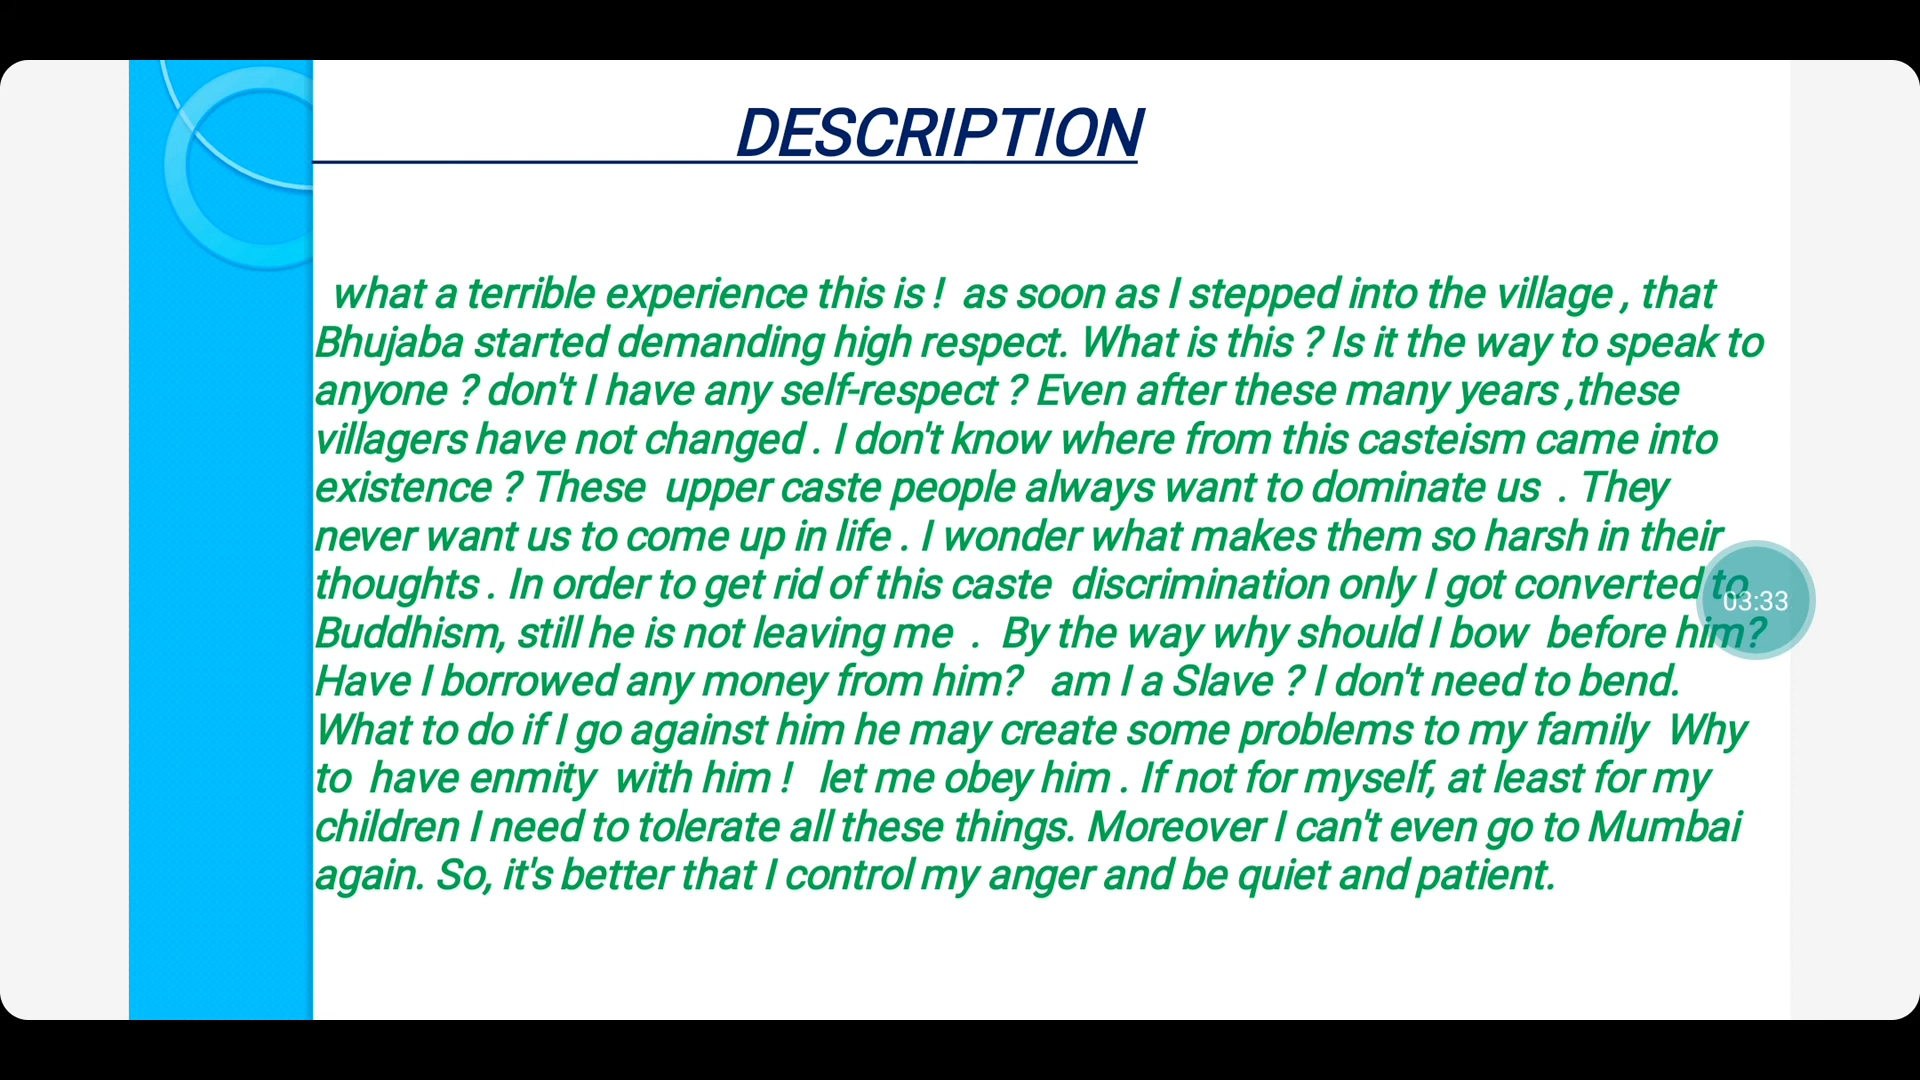 DESCRIPTION
what a terrible experience this is ! as soon as I stepped into the village , that
Bhujaba started demanding high respect. What is this ? Is it the way to speak to
anyone ? don't I have any self-respect ? Even after these many years ,these
villagers have not changed . I don't know where from this casteism came into
existence ? These upper caste people always want to dominate us . They
never want us to come up in life . I wonder what makes them so harsh in their
thoughts . In order to get rid of this caste discrimination only I got converted to
03:33
Buddhism, still he is not leaving me . By the way why should I bow before him?
Have I borrowed any money from him? am I a Slave ? I don't need to bend.
What to do if I go against him he may create some problems to my family Why
to have enmity with him ! let me obey him . If not for myself, at least for my
children I need to tolerate all these things. Moreover I can't even go to Mumbai
again. So, it's better that I control my anger and be quiet and patient.